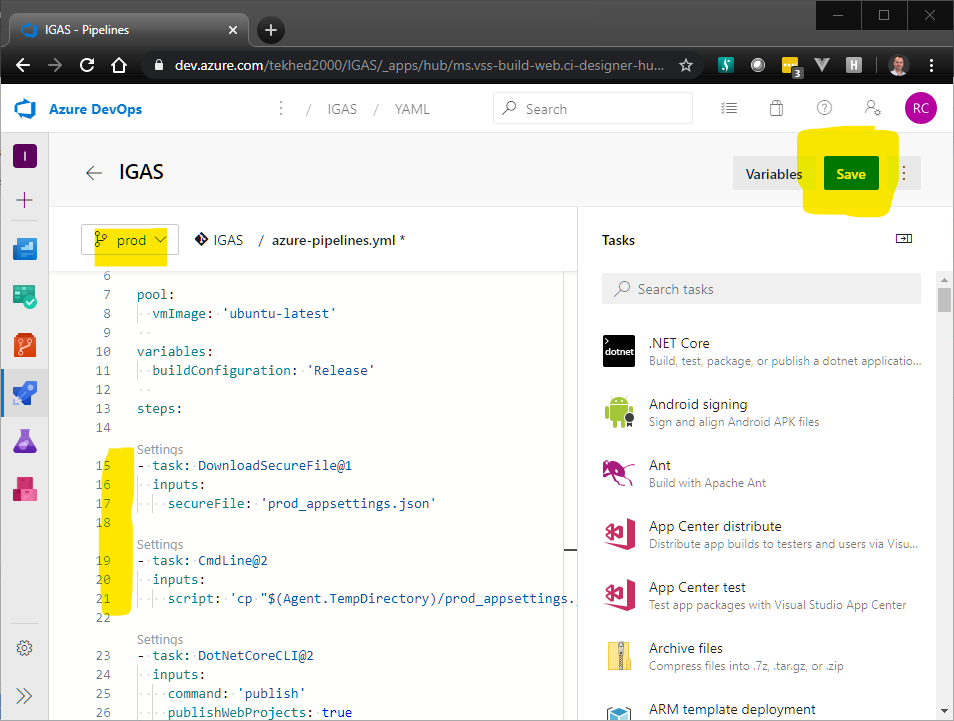 IGAS - Pipelines
dev.azure.com/tekhed2000/IGAS/_apps/hub/ms.vss-build-web.ci-designer-hu...
3
H
Azure DevOps
/ IGAS / YAML
Search
RC
I
IGAS
Variables
Save
prod
IGAS / azure-pipelines.yml *
Tasks
Search tasks
6
7 pool:
8 vmImage: 'ubuntu-latest'
9
10 variables:
11 buildConfiguration: 'Release'
12
13 steps:
14
Settings
15 - task: DownloadSecureFile@1
16 inputs:
17 secureFile: 'prod_appsettings.json'
18
Settings
19 - task: CmdLine@2
20 inputs:
21 script: 'cp "$(Agent.TempDirectory)/prod_appsettings.
22
Settings
23 - task: DotNetCoreCLI@2
24 inputs:
25 command: 'publish'
26 publishWebProjects: true
dotnet
.NET Core
Build, test, package, or publish a dotnet applicatio...
Android signing
Sign and align Android APK files
Ant
Build with Apache Ant
App Center distribute
Distribute app builds to testers and users via Visu...
App Center test
Test app packages with Visual Studio App Center
Archive files
Compress files into .7z, .tar.gz, or .zip
ARM template deployment